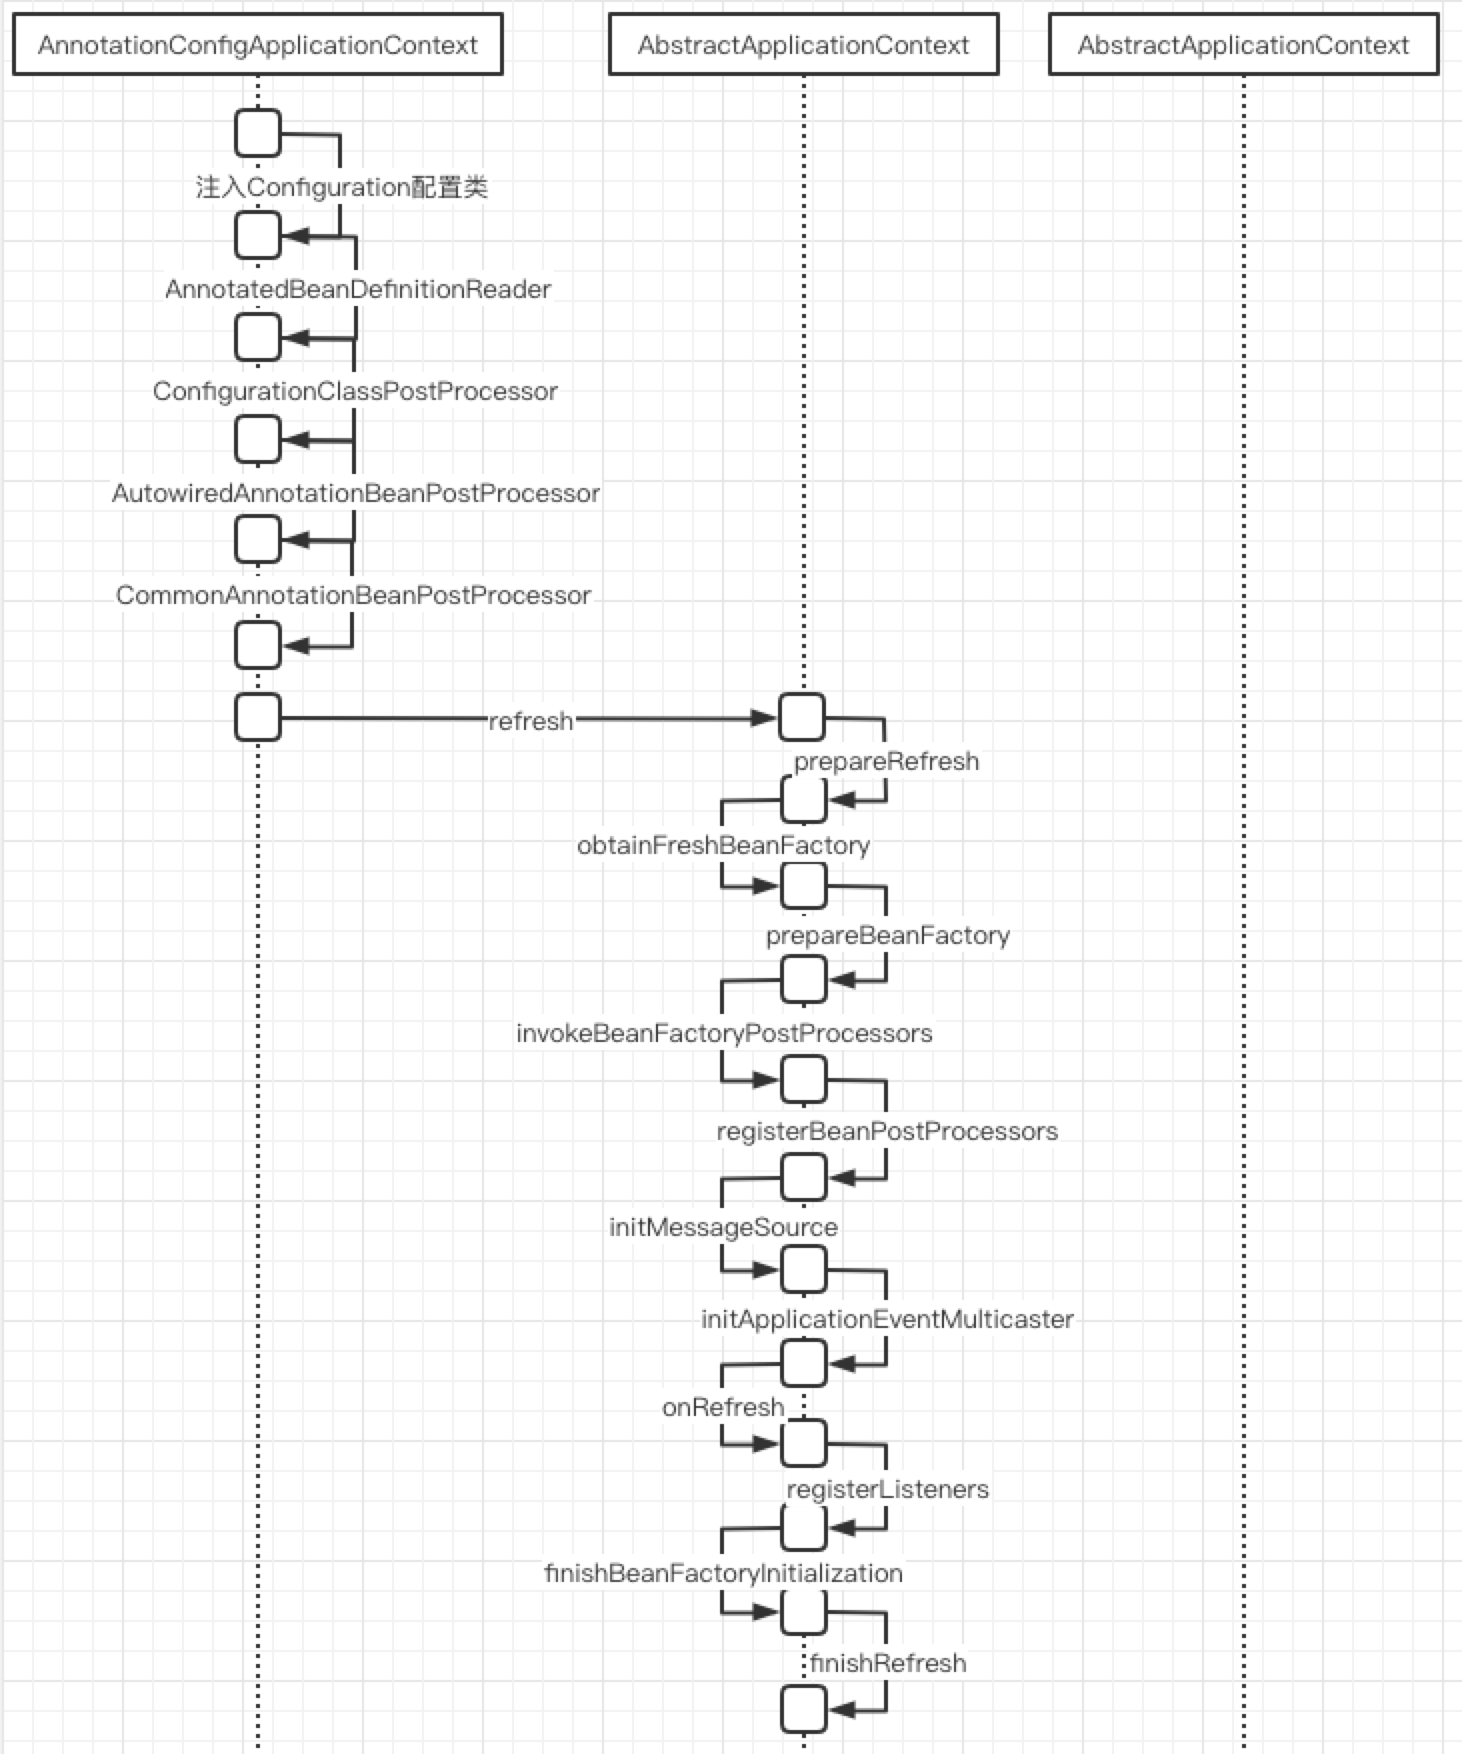 AnnotationConfigApplicationContext
AbstractApplicationContext
AbstractApplicationContext
注入Configuration配置类
AnnotatedBeanDefinitionReader
ConfigurationClassPostProcessor
AutowiredAnnotationBeanPostProcessor
CommonAnnotationBeanPostProcessor
refresh
prepareRefresh
obtainFreshBeanFactory
prepareBeanFactory
invokeBeanFactoryPostProcessors
registerBeanPostProcessors
initMessageSource
initApplicationEventMulticaster
onRefresh
registerListeners
finishBeanFactoryInitialization
finishRefresh